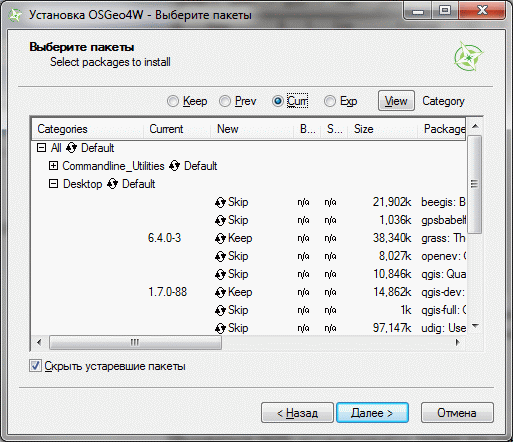 Установка OSGeo4W - Выберите пакеты
Выберите пакеты
Select packages to install
Keep Prev Curr Exp View Category
Categories Current New B... S... Size Package
All Default
Commandline_Utilities Default
Desktop Default
Skip n/a n/a 21,902k beegis: B
Skip n/a n/a 1,036k gpsbabelf
6.4.0-3 Keep n/a n/a 38,340k grass: Th
Skip n/a n/a 8,027k openev: 
Skip n/a n/a 10,846k qgis: Qua
1.7.0-88 Keep n/a n/a 14,862k qgis-dev:
Skip n/a n/a 1k qgis-full: 
Skip n/a n/a 97,147k udig: Use
Скрыть устаревшие пакеты
< Назад Далее > Отмена